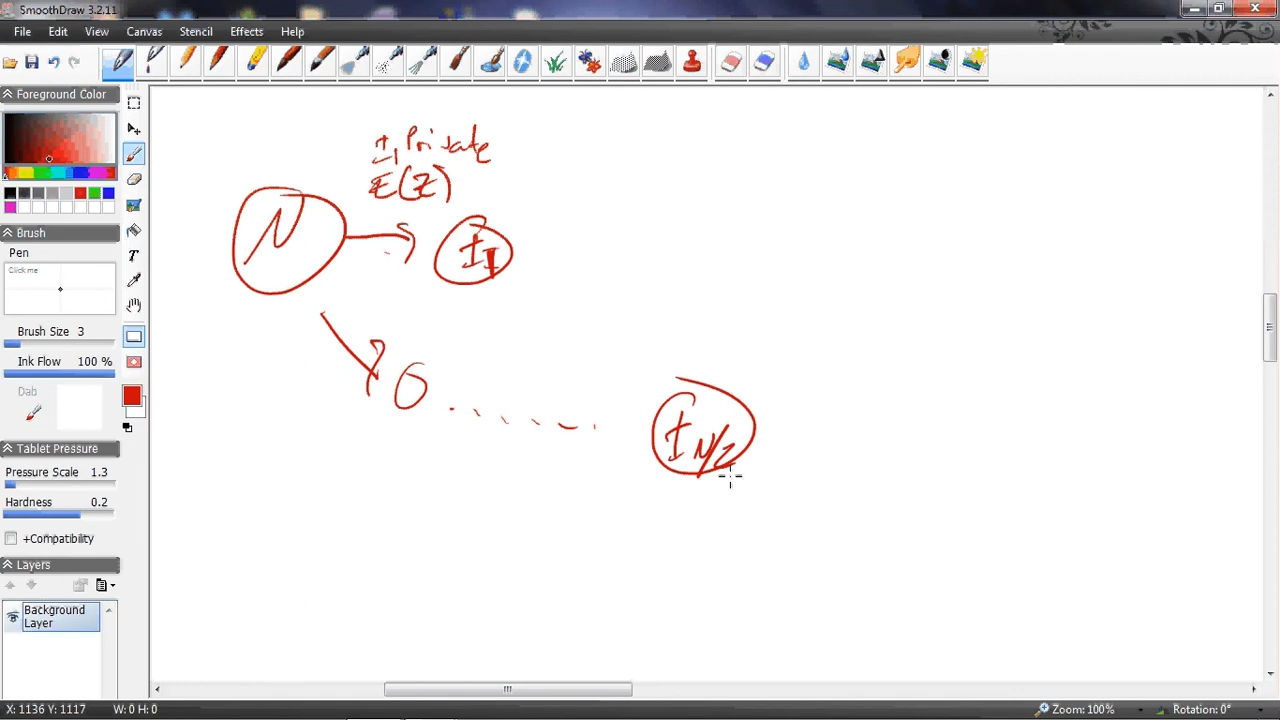 SmoothDraw 3.2.11
File Edit View Canvas Stencil Effects Help
Foreground Color
Brush
Pen
Click me
Brush Size 3
Ink Flow 100 %
Dab
Tablet Pressure
Pressure Scale 1.3
Hardness 0.2
+Compatibility
Layers
Background
Layer
Private
E(Z)
N
I_I
I_N/2
X: 1136 Y: 1117 W: 0 H: 0
Zoom: 100%
Rotation: 0°